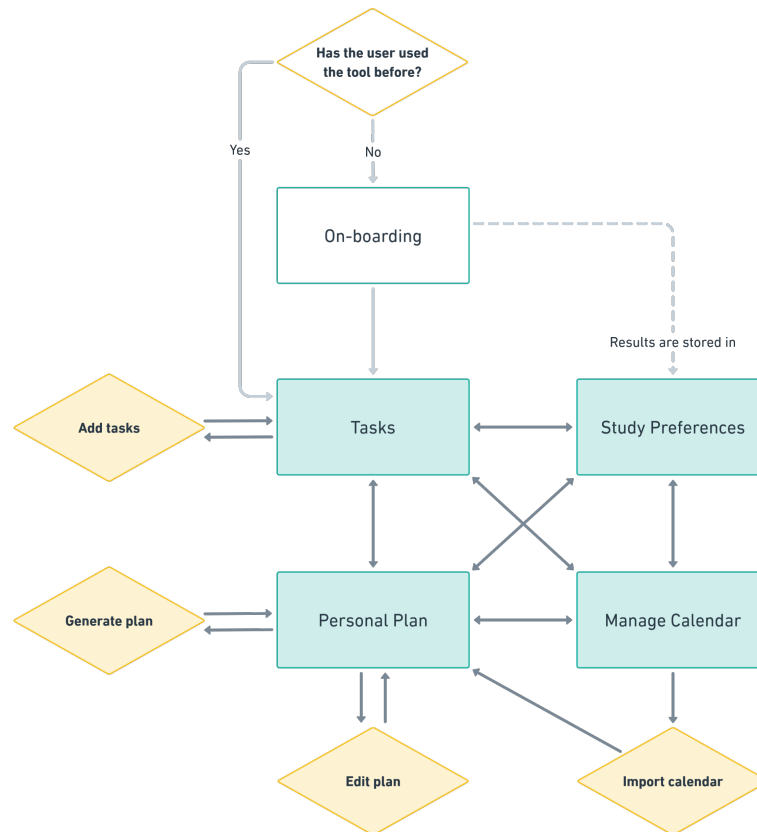 Has the user used
the tool before?
Yes
No
On-boarding
Results are stored in
Add tasks
Tasks
Study Preferences
Generate plan
Personal Plan
Manage Calendar
Edit plan
Import calendar